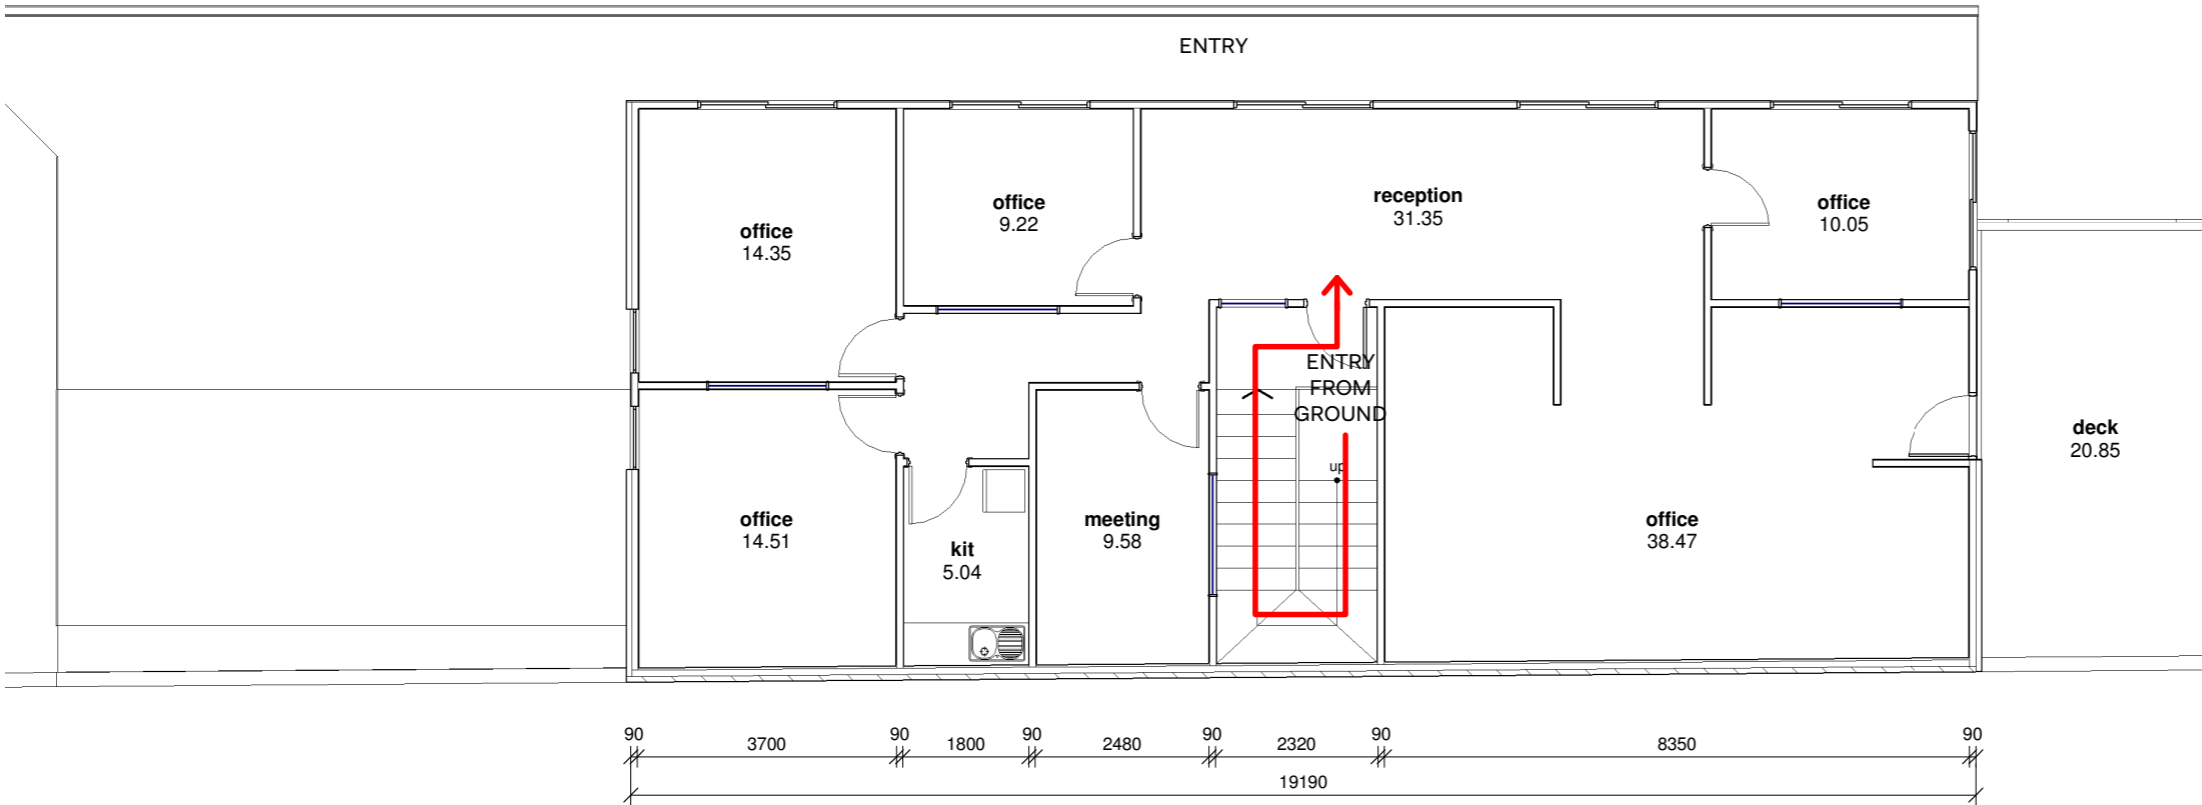 ENTRY
office
14.35
office
9.22
reception
31.35
office
10.05
ENTRY
FROM
GROUND
up
deck
20.85
office
14.51
kit
5.04
meeting
9.58
office
38.47
90
3700
90
1800
90
2480
90
2320
90
8350
90
19190